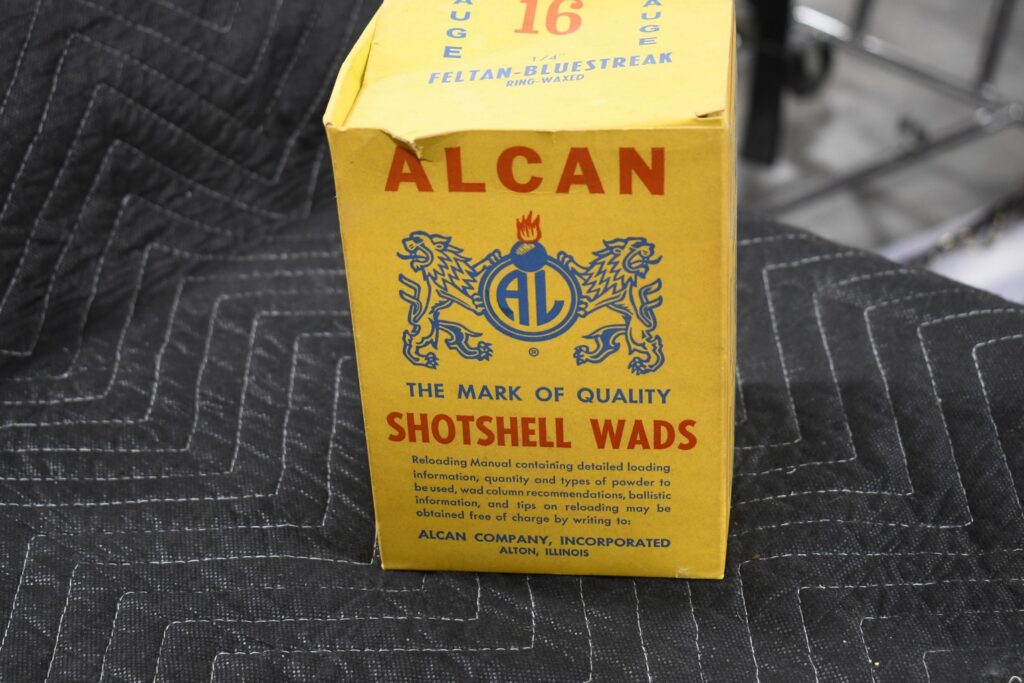 GAUGE 16 GAUGE
1/4"
FELTAN-BLUESTREAK
RING-WAXED
ALCAN
AL
®
THE MARK OF QUALITY
SHOTSHELL WADS
Reloading Manual containing detailed loading
information, quantity and types of powder to
be used, wad column recommendations, ballistic
information, and tips on reloading may be
obtained free of charge by writing to:
ALCAN COMPANY, INCORPORATED
ALTON, ILLINOIS